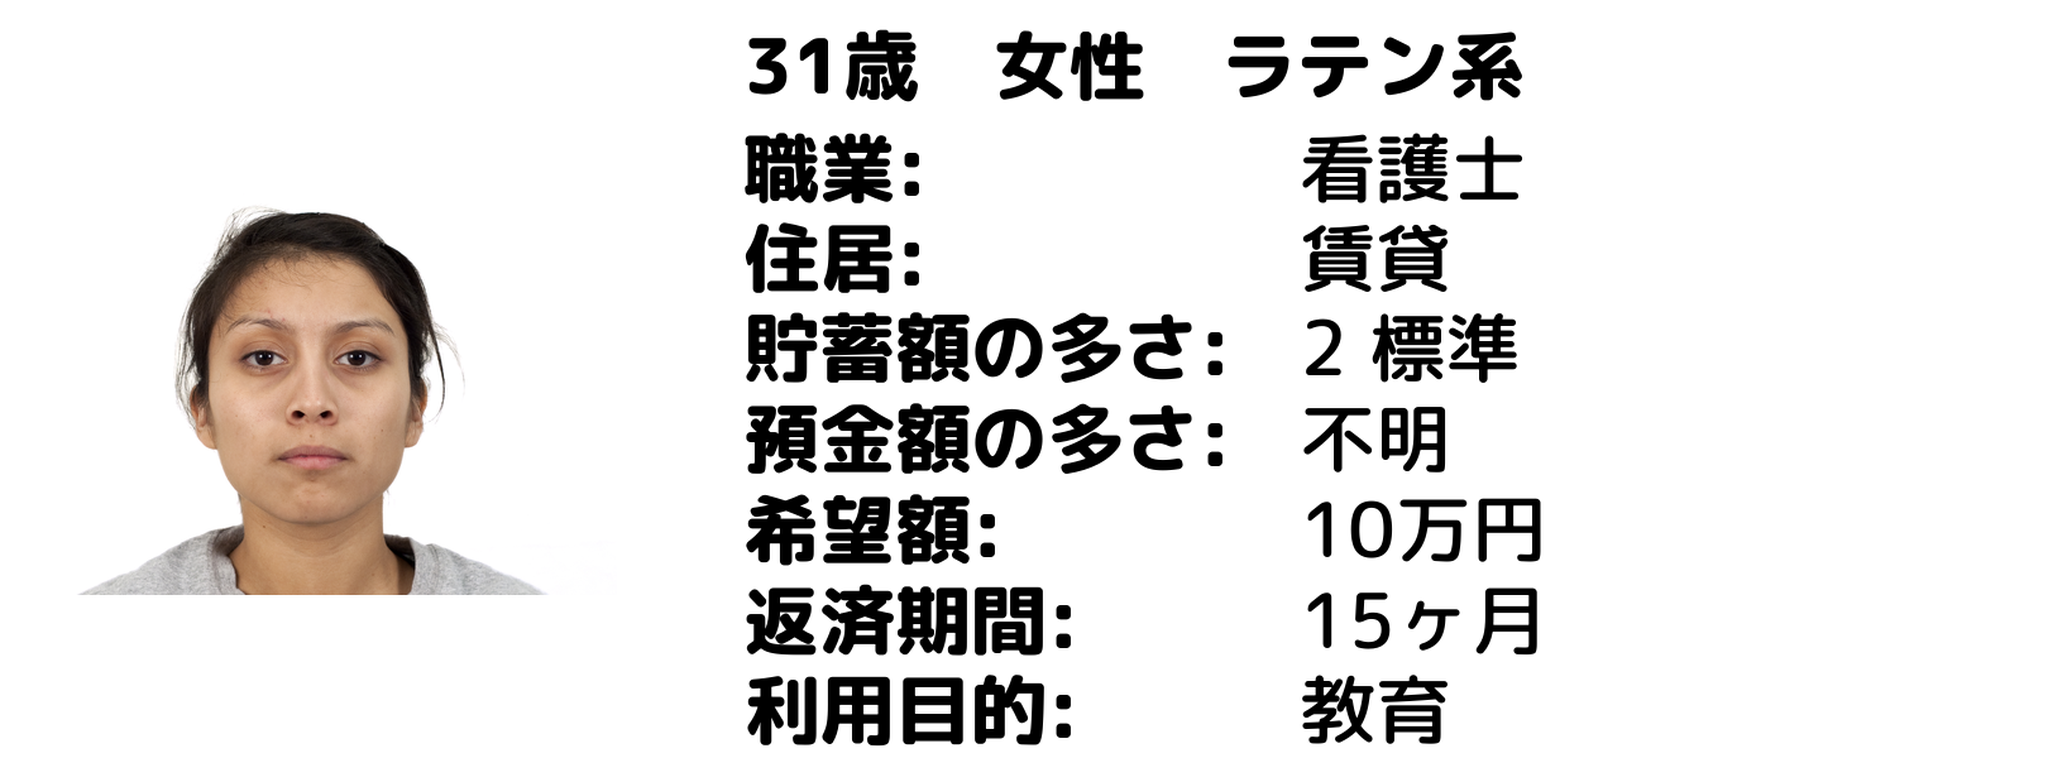 31歳　女性　ラテン系
職業: 看護士
住居: 賃貸
貯蓄額の多さ: 2 標準
預金額の多さ: 不明
希望額: 10万円
返済期間: 15ヶ月
利用目的: 教育